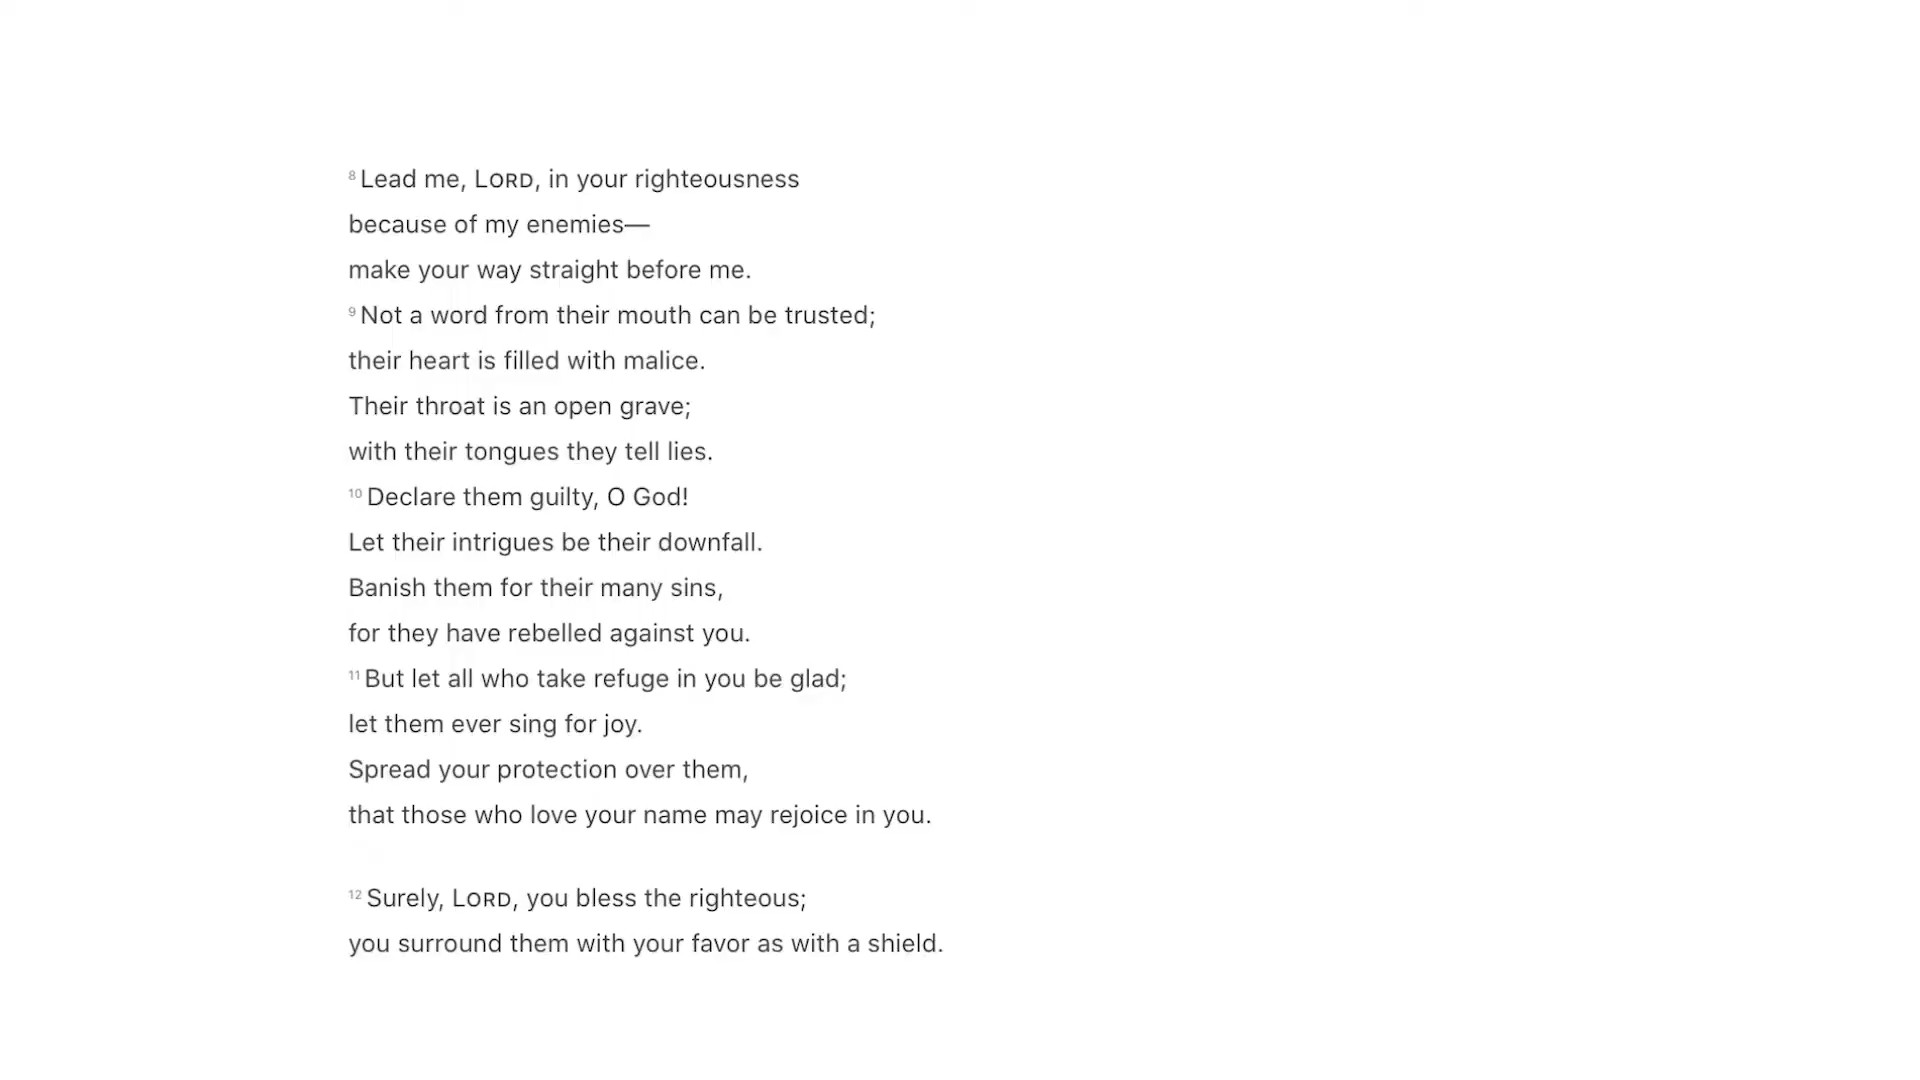 8 Lead me, LORD, in your righteousness
because of my enemies—
make your way straight before me.
9 Not a word from their mouth can be trusted;
their heart is filled with malice.
Their throat is an open grave;
with their tongues they tell lies.
10 Declare them guilty, O God!
Let their intrigues be their downfall.
Banish them for their many sins,
for they have rebelled against you.
11 But let all who take refuge in you be glad;
let them ever sing for joy.
Spread your protection over them,
that those who love your name may rejoice in you.
12 Surely, LORD, you bless the righteous;
you surround them with your favor as with a shield.